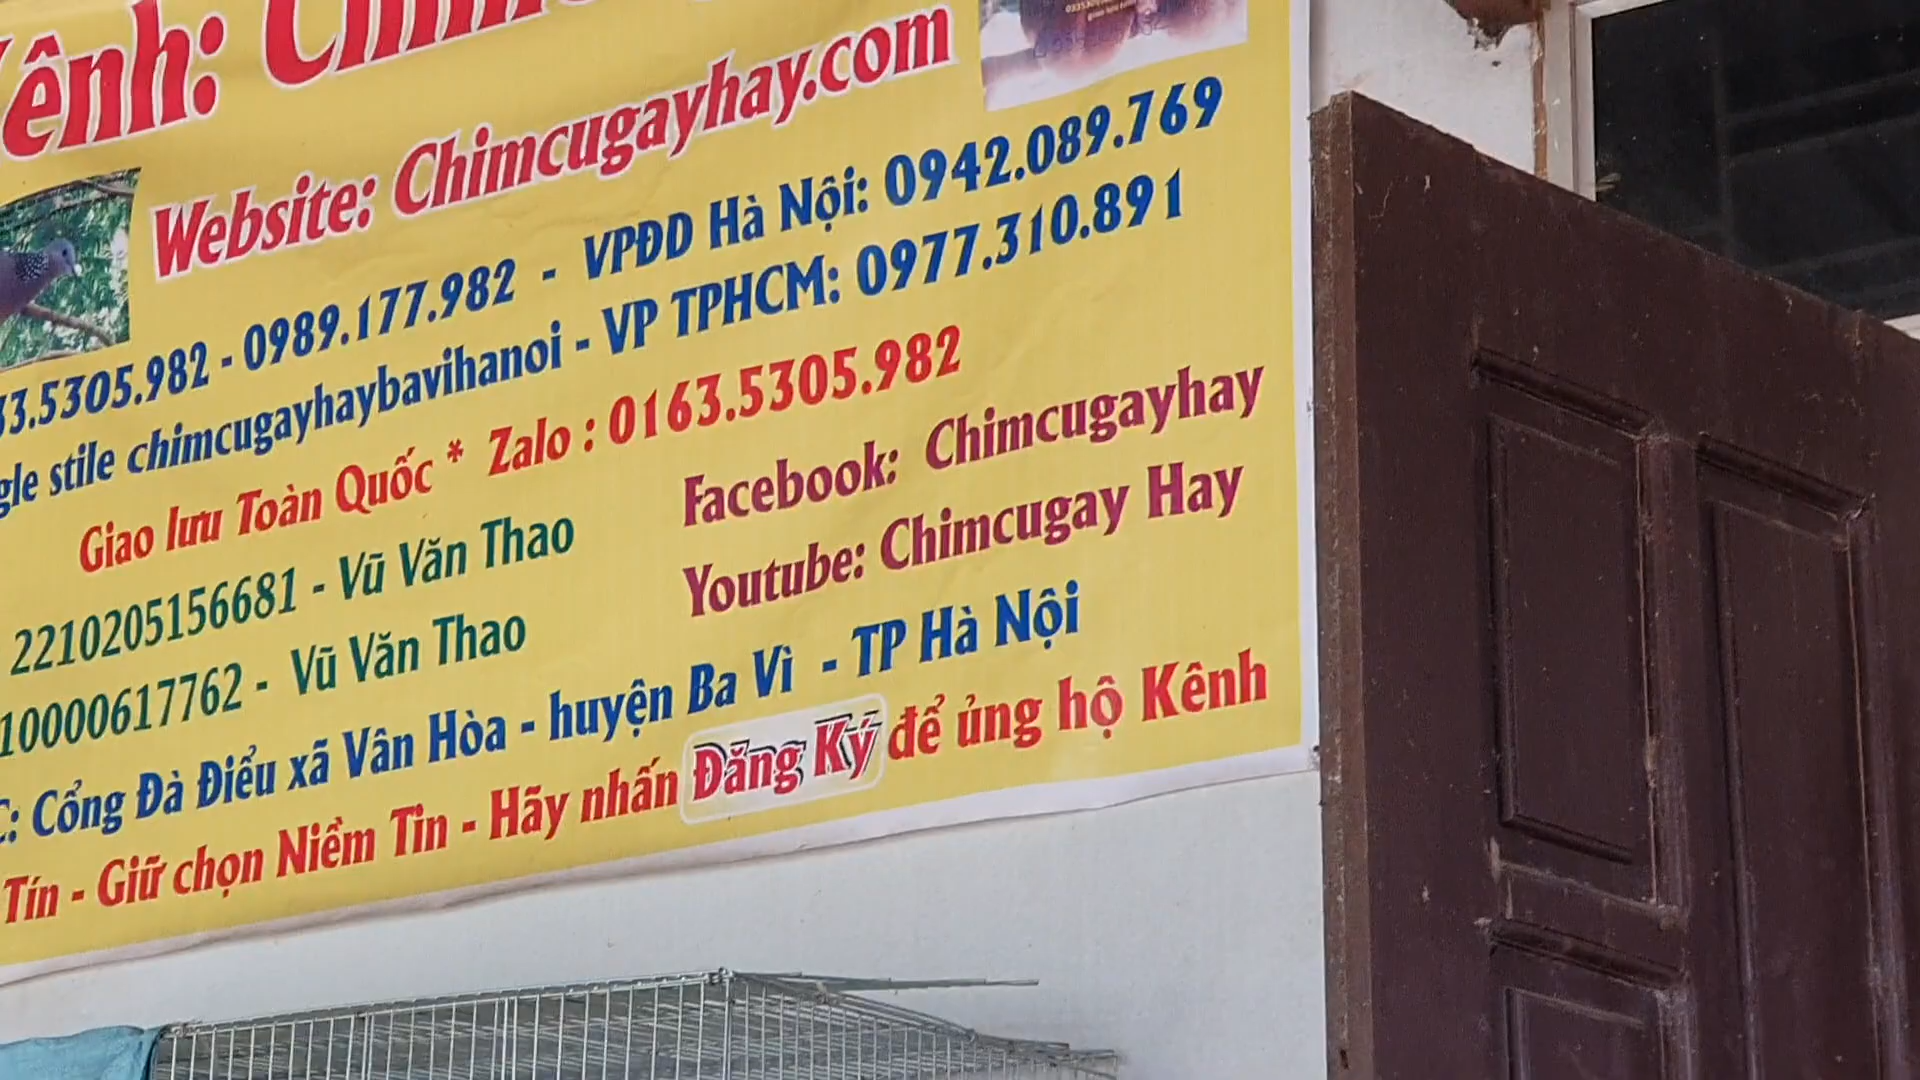 Kênh:
Website: Chimcugayhay.com
33.5305.982 - 0989.177.982 - VPĐD Hà Nội: 0942.089.769
gle stile chimcugayhaybavihanoi - VP TPHCM: 0977.310.891
Giao lưu Toàn Quốc * Zalo : 0163.5305.982
2210205156681 - Vũ Văn Thao
Facebook: Chimcugayhay
10000617762 - Vũ Văn Thao
Youtube: Chimcugay Hay
C: Cổng Đà Điểu xã Vân Hòa - huyện Ba Vì - TP Hà Nội
Tín - Giữ chọn Niềm Tin - Hãy nhấn Đăng Ký để ủng hộ Kênh